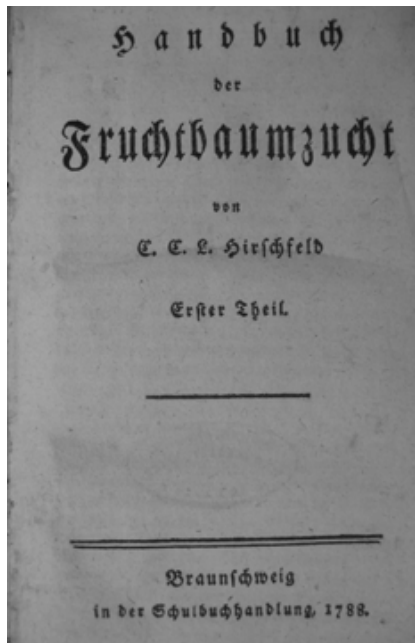 Handbuch
der
Fruchtbaumzucht
von
C. C. L. Hirschfeld
Erster Theil.
Braunschweig
in der Schulbuchhandlung, 1788.